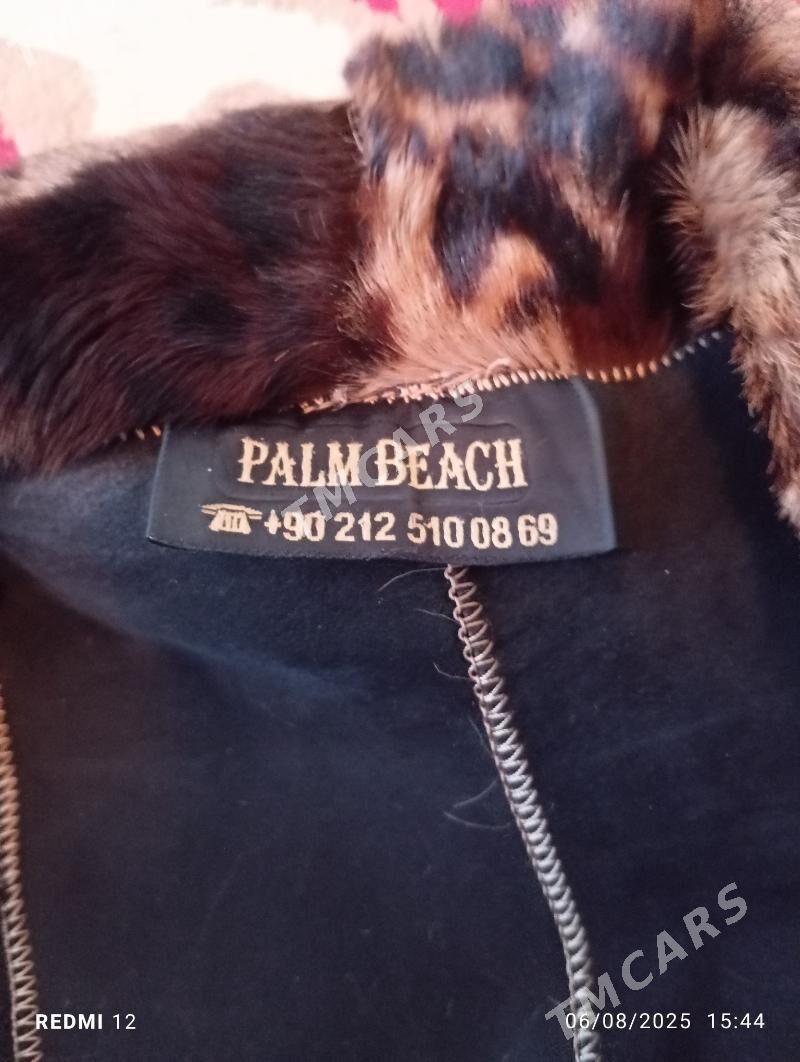 PALM BEACH
+90 212 510 08 69
TMCARS
TMCARS
REDMI 12
06/08/2025 15:44